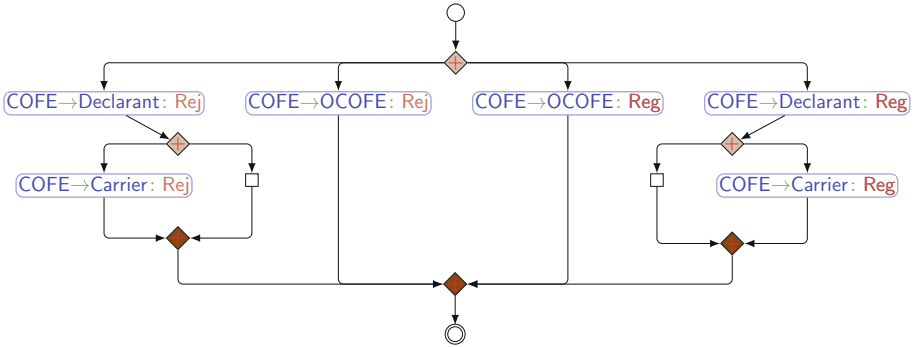 COFE→Declarant: Rej
COFE→OCOFE: Rej
COFE→OCOFE: Reg
COFE→Declarant: Reg
COFE→Carrier: Rej
COFE→Carrier: Reg